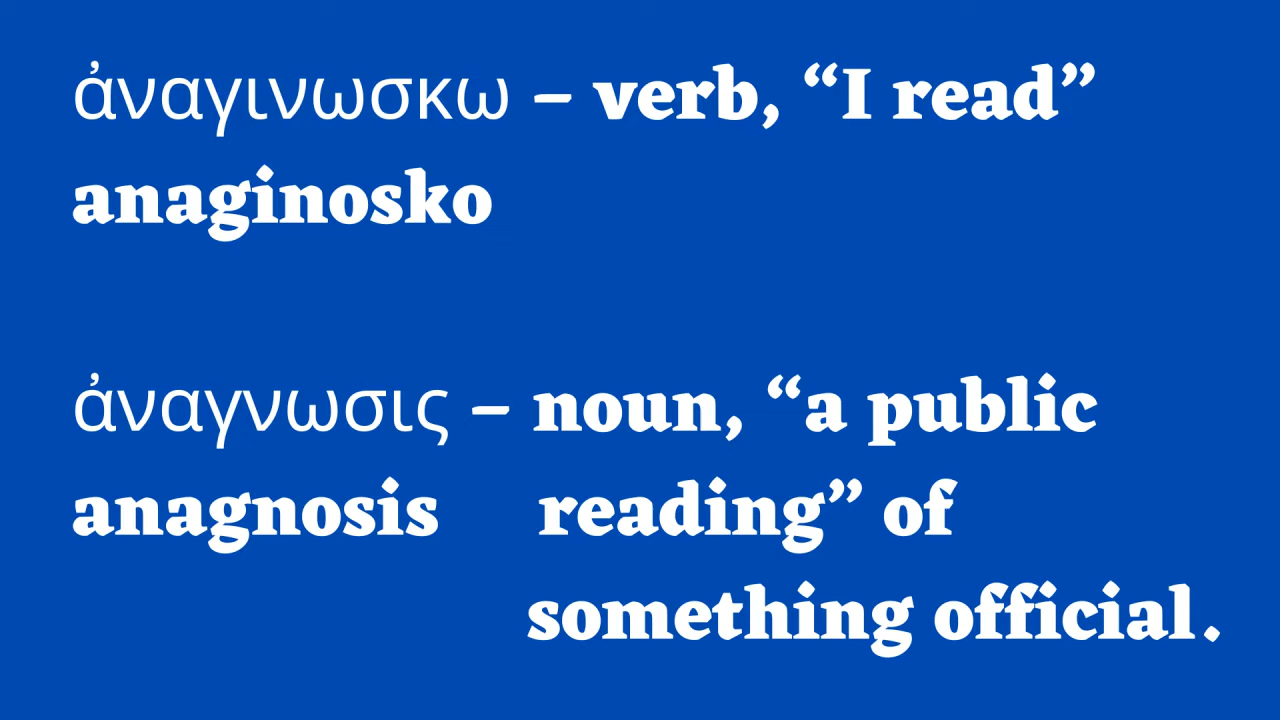 ἀναγινωσκω – verb, “I read”
anaginosko
ἀναγνωσις – noun, “a public
anagnosis reading” of
something official.